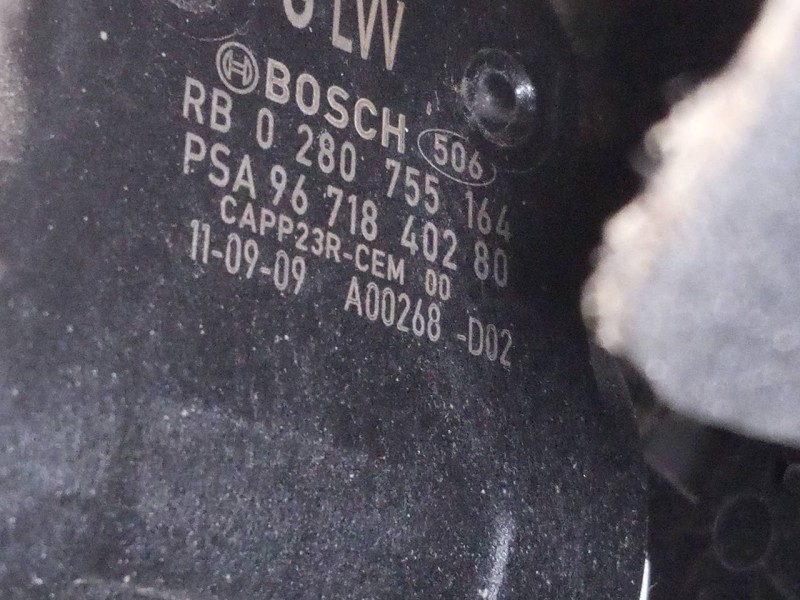 LVV
BOSCH 506
RB 0 280 755 164
PSA 96 718 402 80
CAPP23R-CEM 00
11-09-09 A00268-D02